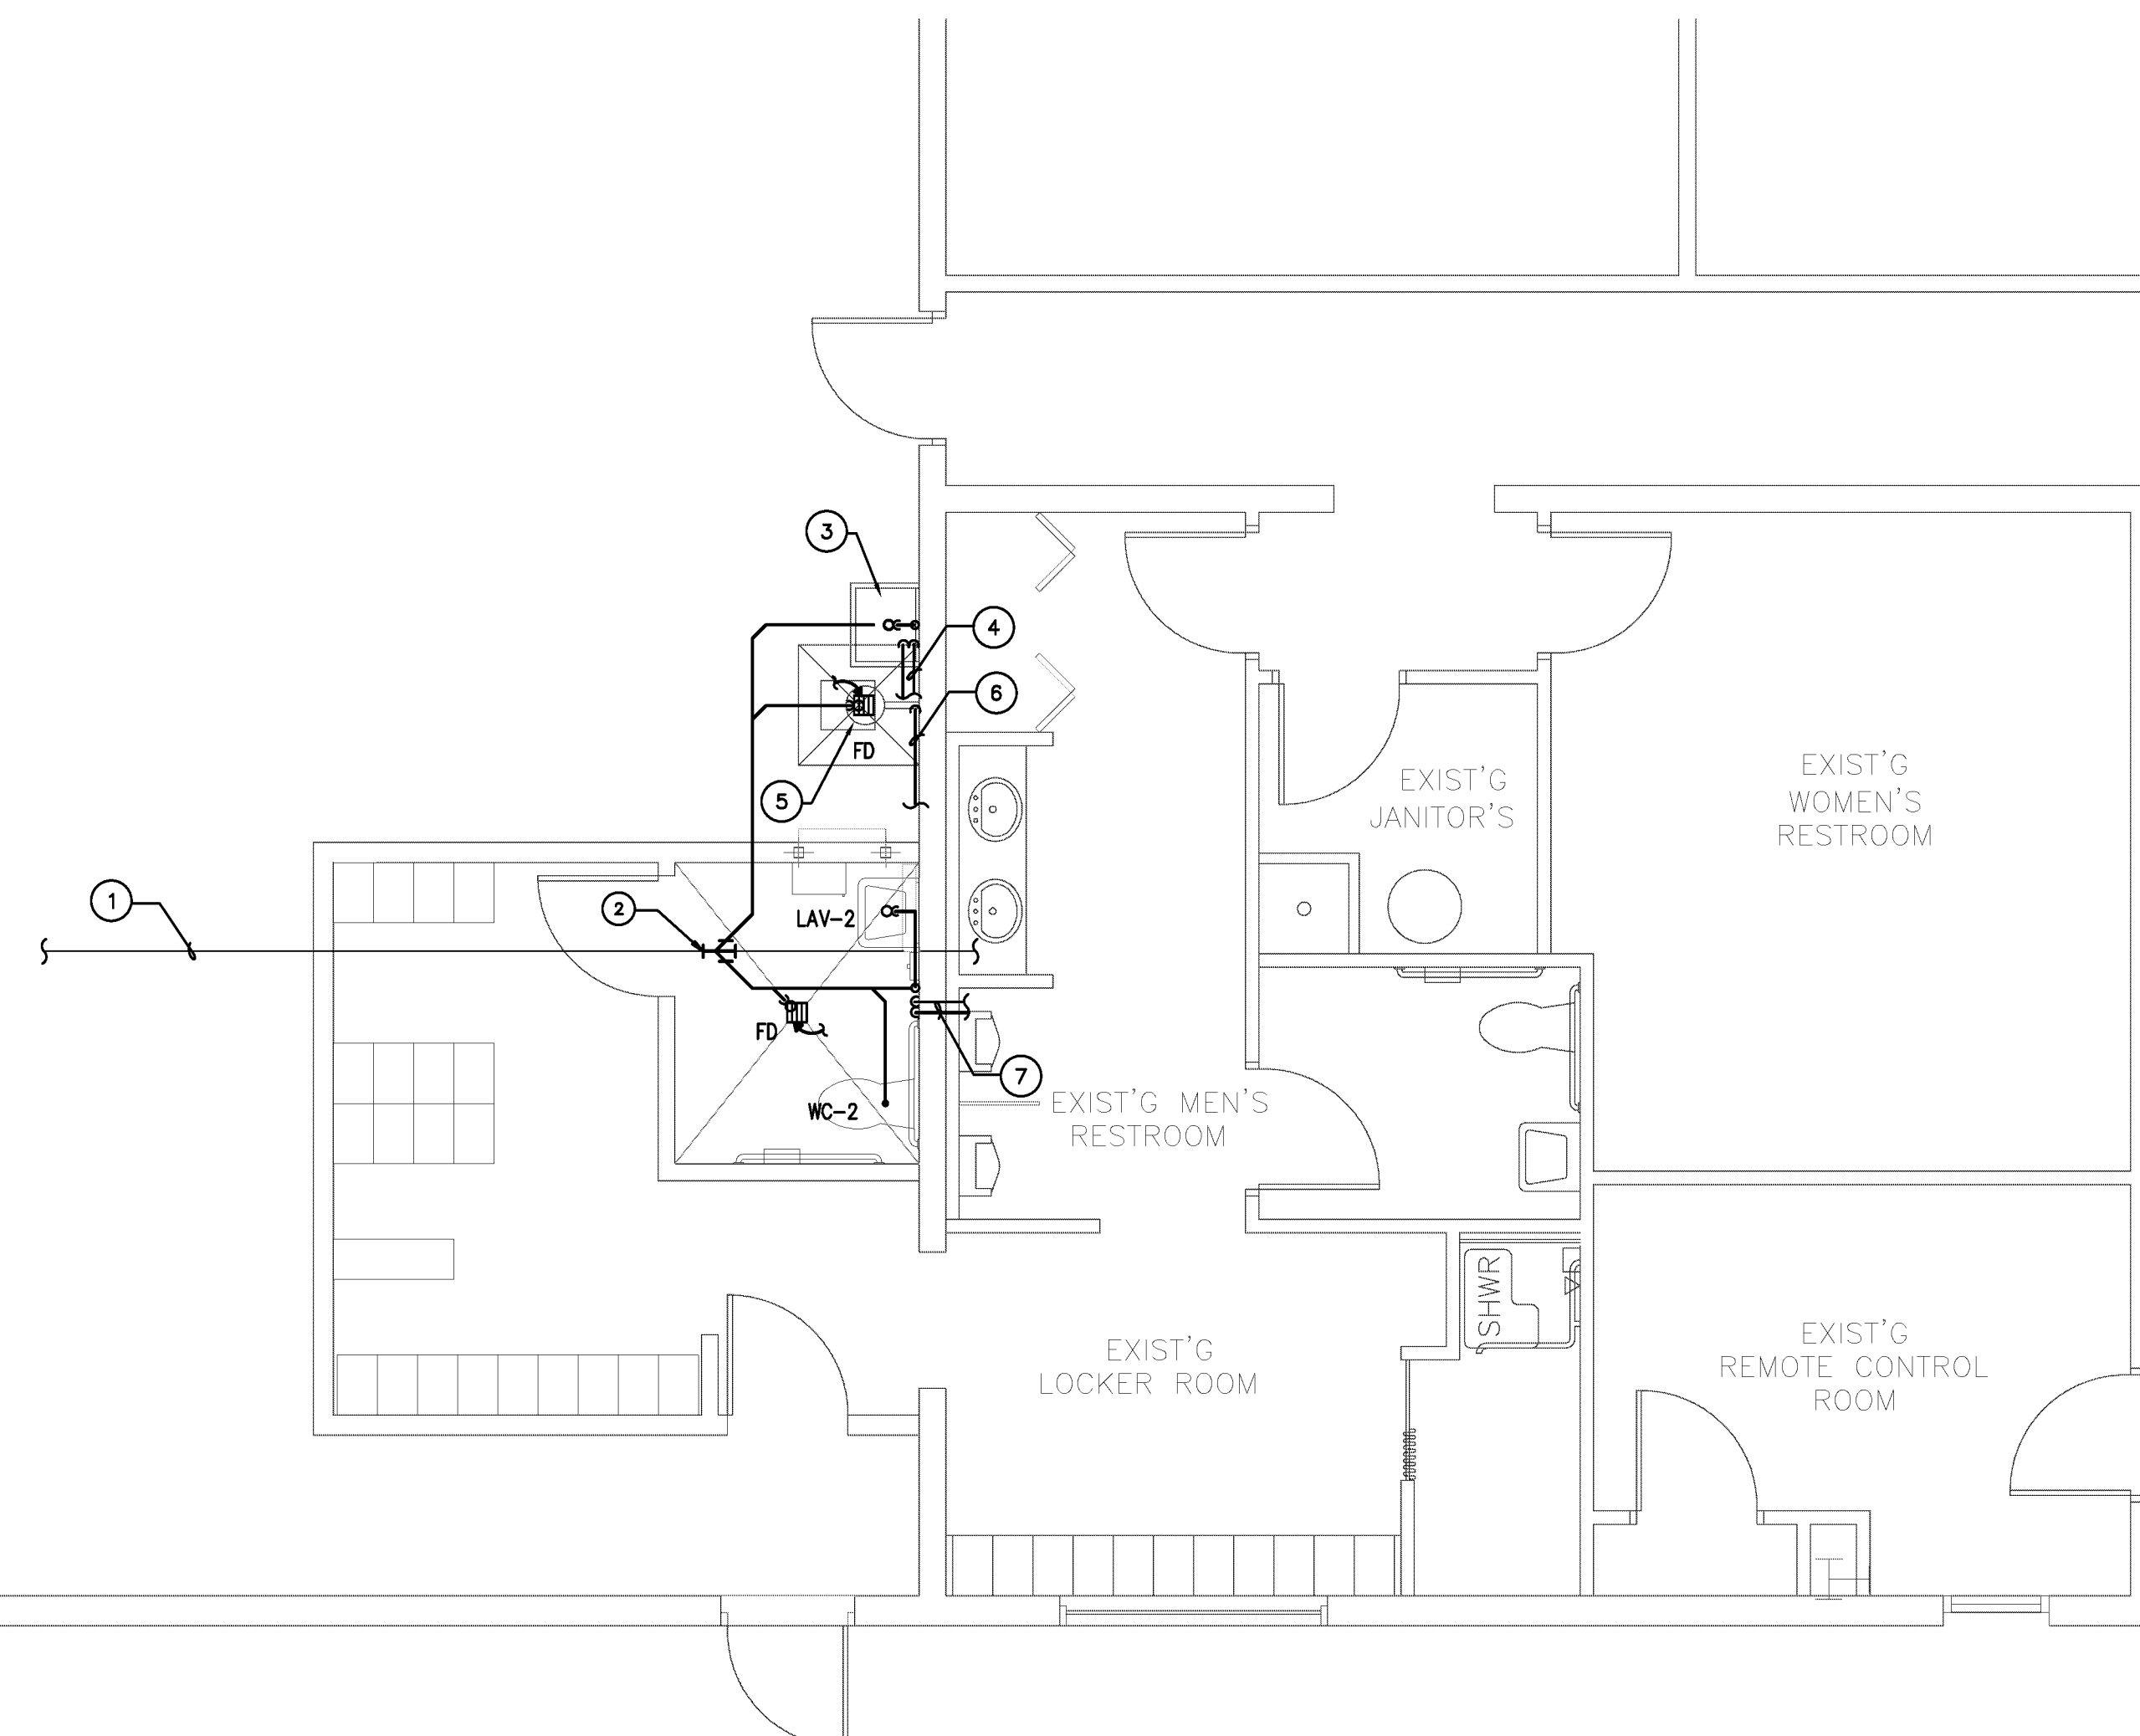 3
4
6
FD
5
EXIST'G
JANITOR'S
EXIST'G
WOMEN'S
RESTROOM
1
2
LAV-2
FD
7
WC-2
EXIST'G MEN'S
RESTROOM
SHWR
EXIST'G
LOCKER ROOM
EXIST'G
REMOTE CONTROL
ROOM